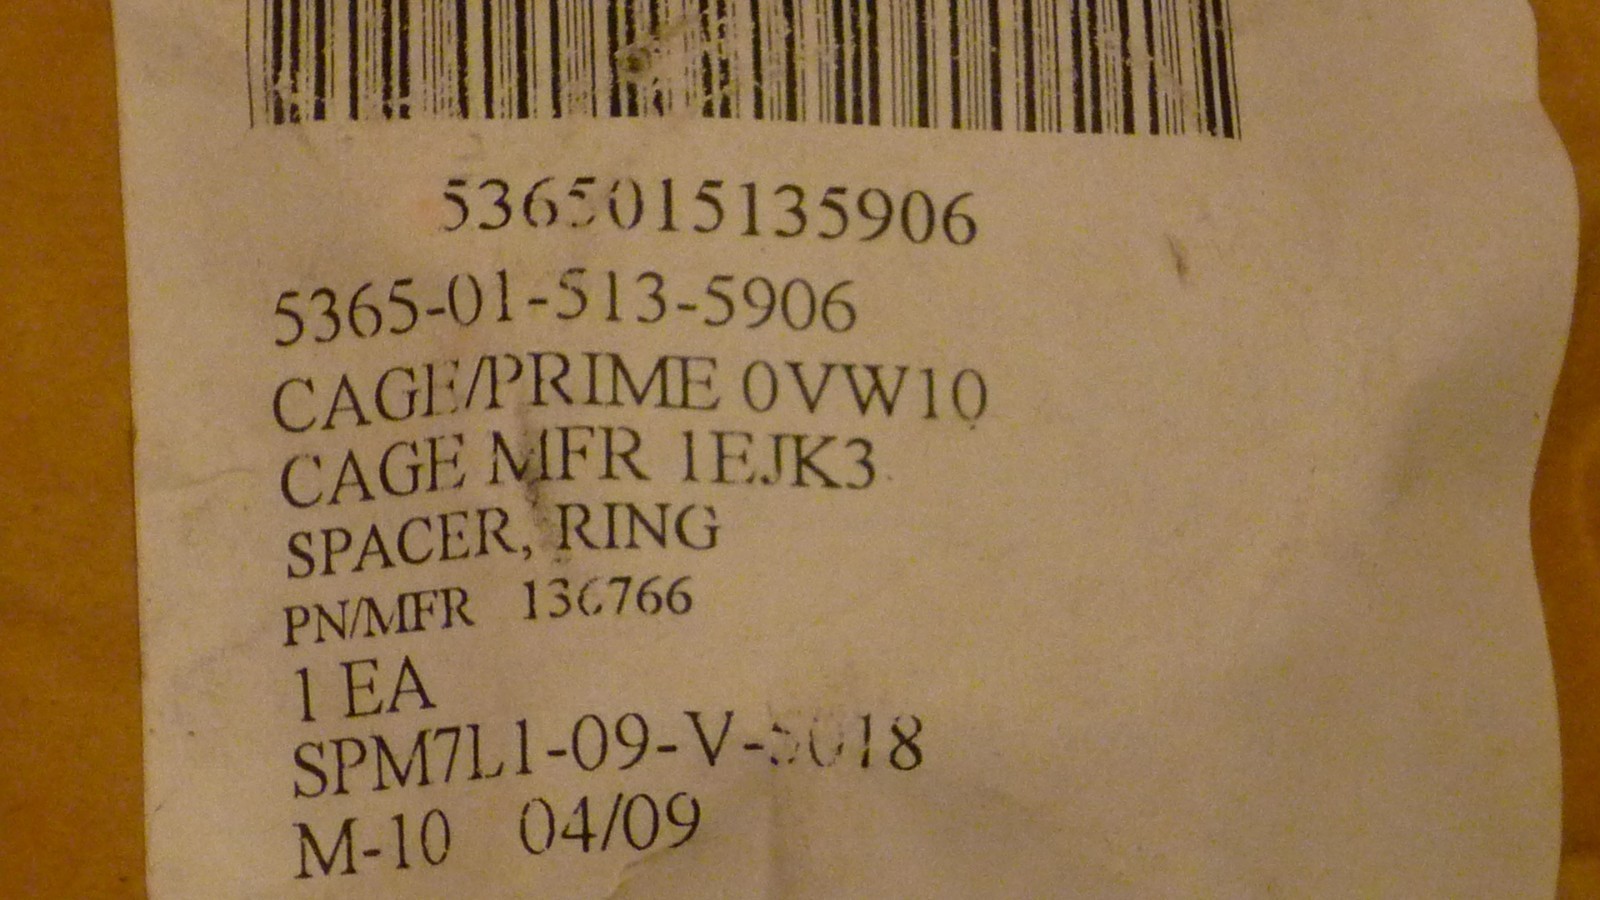 5365015135906
5365-01-513-5906
CAGE/PRIME 0VW10
CAGE MFR 1EJK3
SPACER, RING
PN/MFR 136766
1 EA
SPM7L1-09-V-5018
M-10 04/09